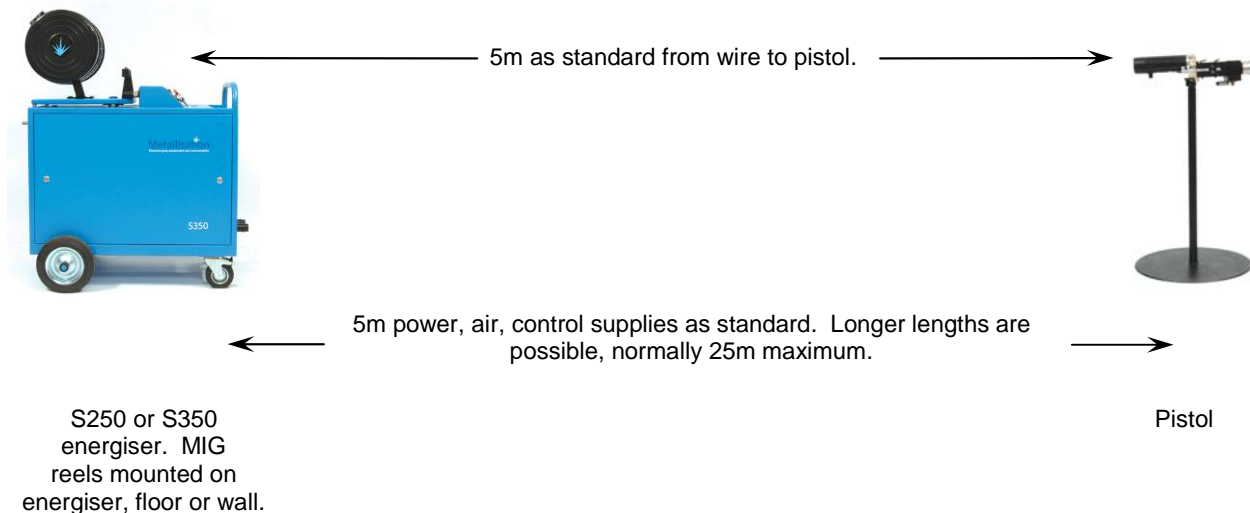 5m as standard from wire to pistol.
Metallisation
S350
5m power, air, control supplies as standard.  Longer lengths are
possible, normally 25m maximum.
S250 or S350
energiser.  MIG
reels mounted on
energiser, floor or wall.
Pistol